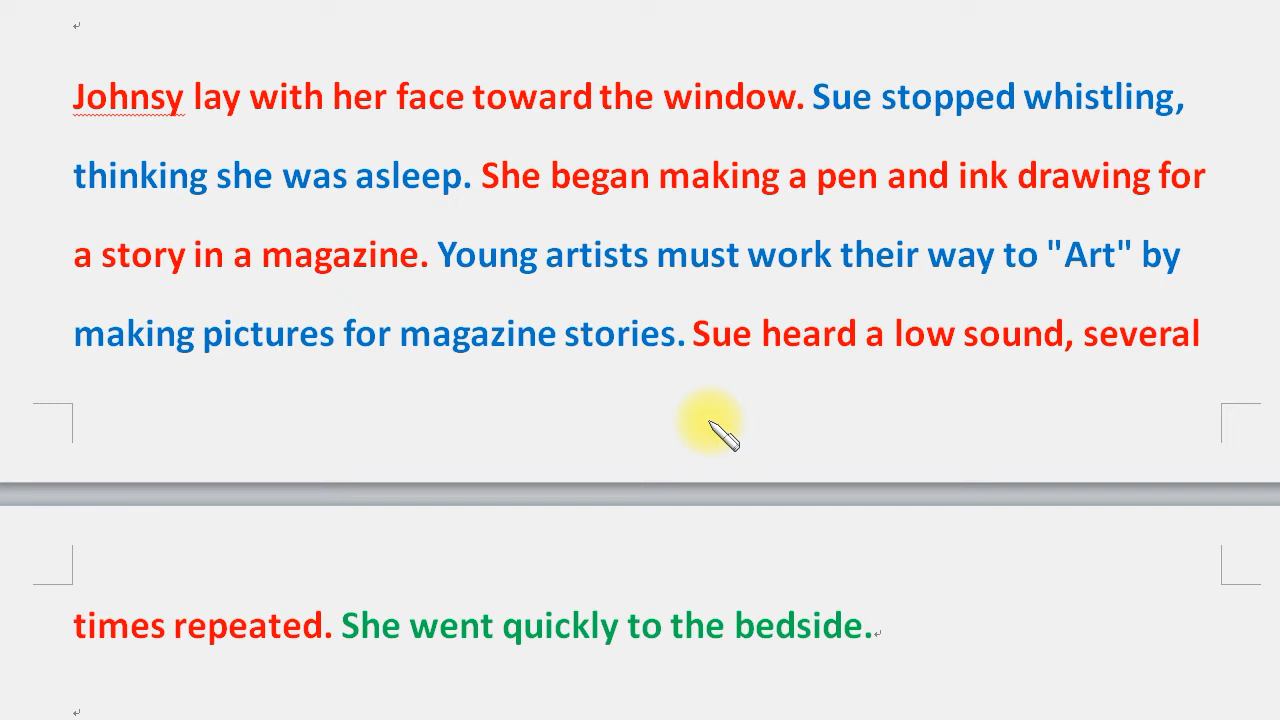 Johnsy lay with her face toward the window. Sue stopped whistling,
thinking she was asleep. She began making a pen and ink drawing for
a story in a magazine. Young artists must work their way to "Art" by
making pictures for magazine stories. Sue heard a low sound, several
times repeated. She went quickly to the bedside.